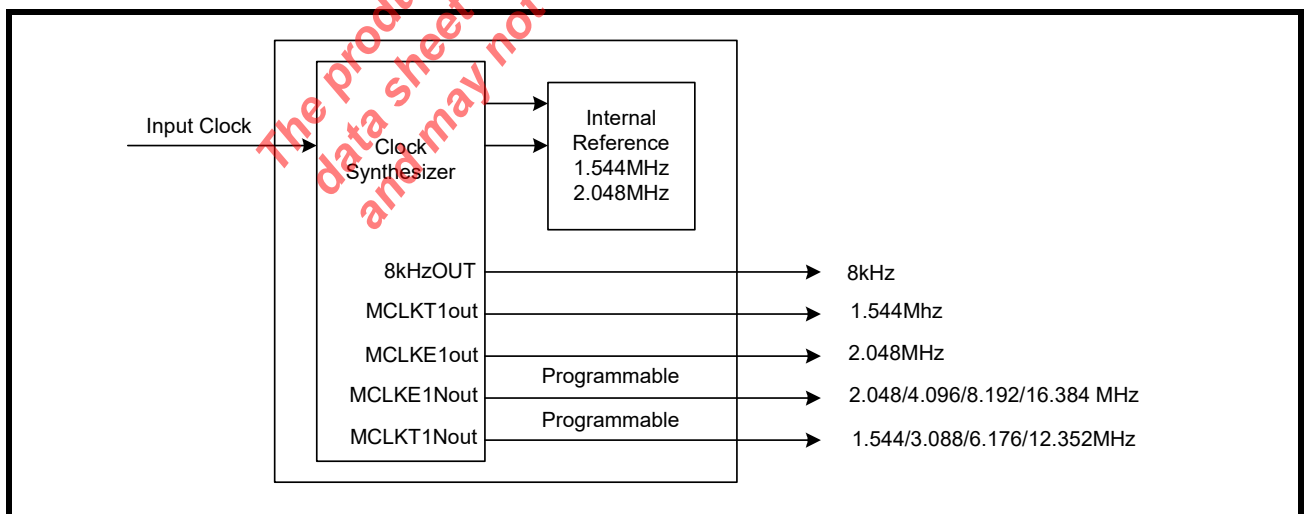 The produ
data sheet
and may not
Input Clock
Clock
Synthesizer
Internal
Reference
1.544MHz
2.048MHz
8kHzOUT
8kHz
MCLKT1out
1.544Mhz
MCLKE1out
2.048MHz
Programmable
MCLKE1Nout
2.048/4.096/8.192/16.384 MHz
Programmable
MCLKT1Nout
1.544/3.088/6.176/12.352MHz